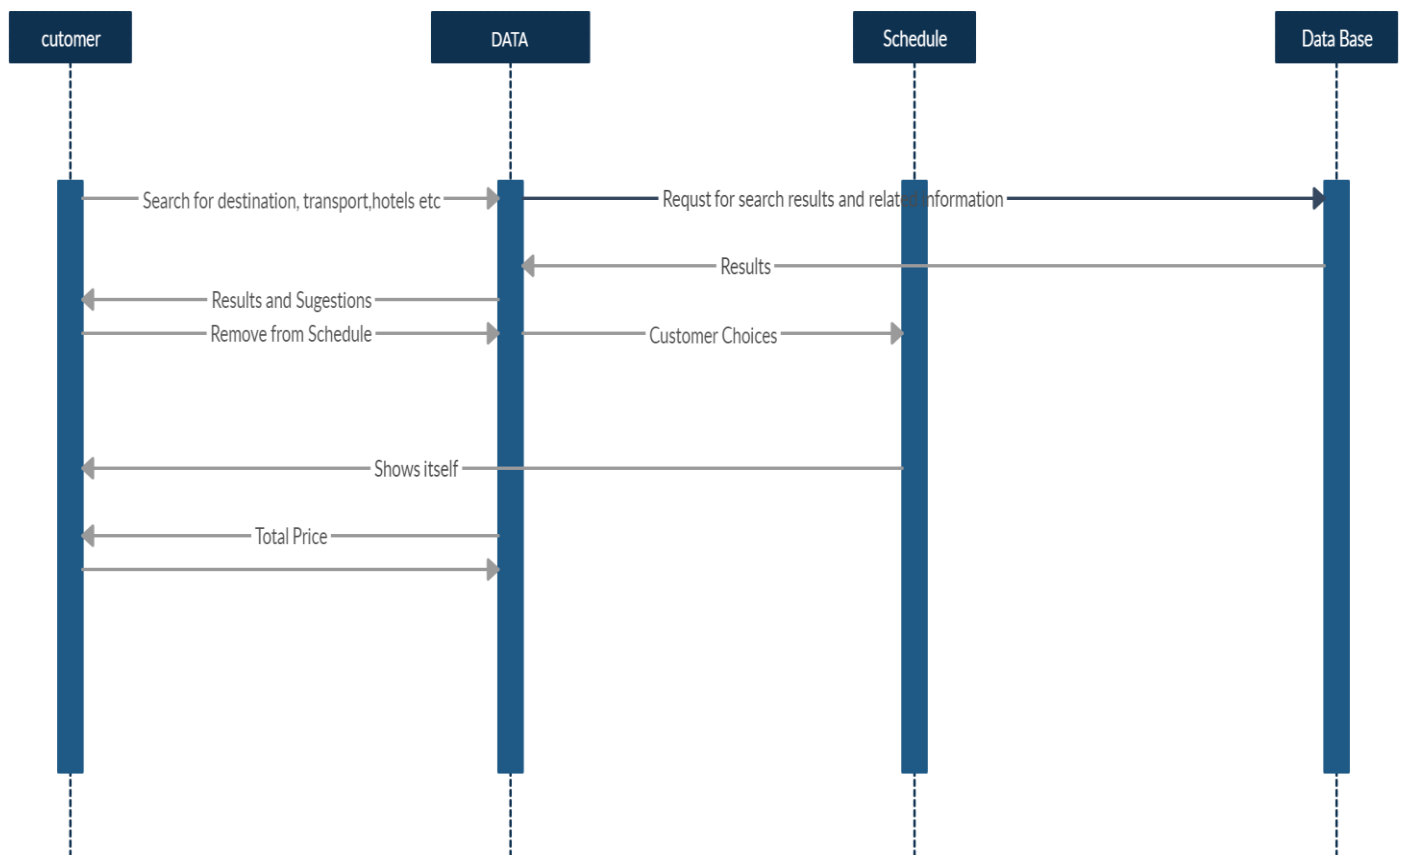 cutomer
DATA
Schedule
Data Base
Search for destination, transport,hotels etc
Requst for search results and related information
Results
Results and Sugestions
Remove from Schedule
Customer Choices
Shows itself
Total Price